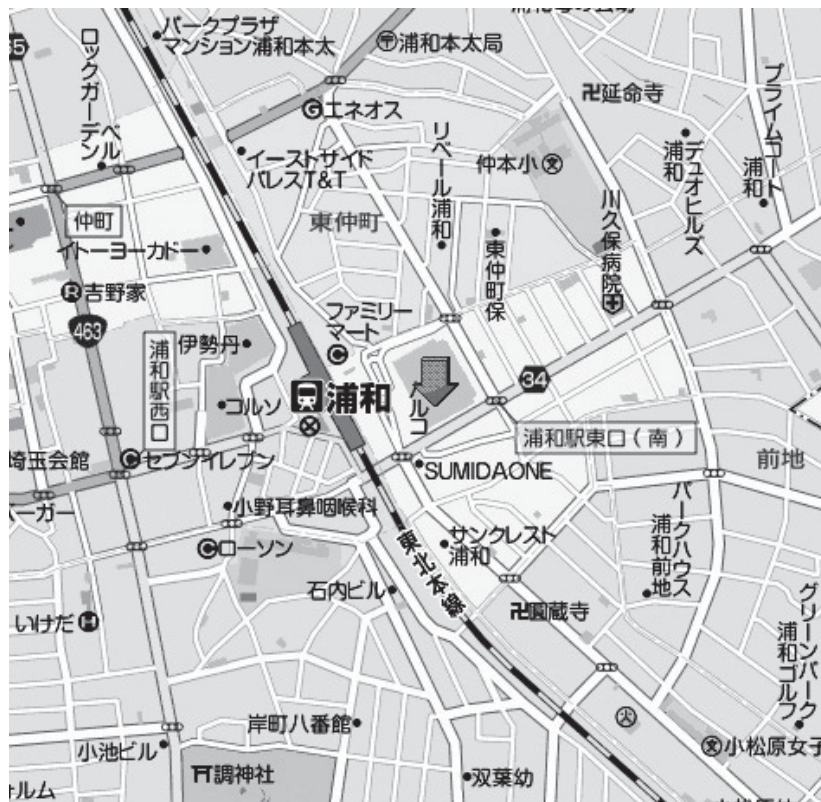 パークプラザ
マンション浦和本太
〒浦和本太局
ロックガーデン
ベル
エネオス
卍延命寺
プライムコート
浦和
イーストサイド
パレスT&T
リベール浦和
仲本小
文
デュオヒルズ
浦和
仲町
東仲町
イトーヨーカドー
東仲町保
川久保病院
R吉野家
ファミリー
マート
463
浦和駅西口
伊勢丹
C
34
コルソ
浦和
パルコ
浦和駅東口(南)
埼玉会館
Cセブンイレブン
SUMIDAONE
前地
小野耳鼻咽喉科
Cローソン
サンクレスト
浦和
東北本線
パークハウス
浦和前地
石内ビル
卍圓蔵寺
いけだH
グリーンパーク
浦和ゴルフ
岸町八番館
火
小池ビル
文小松原女子
調神社
双葉幼